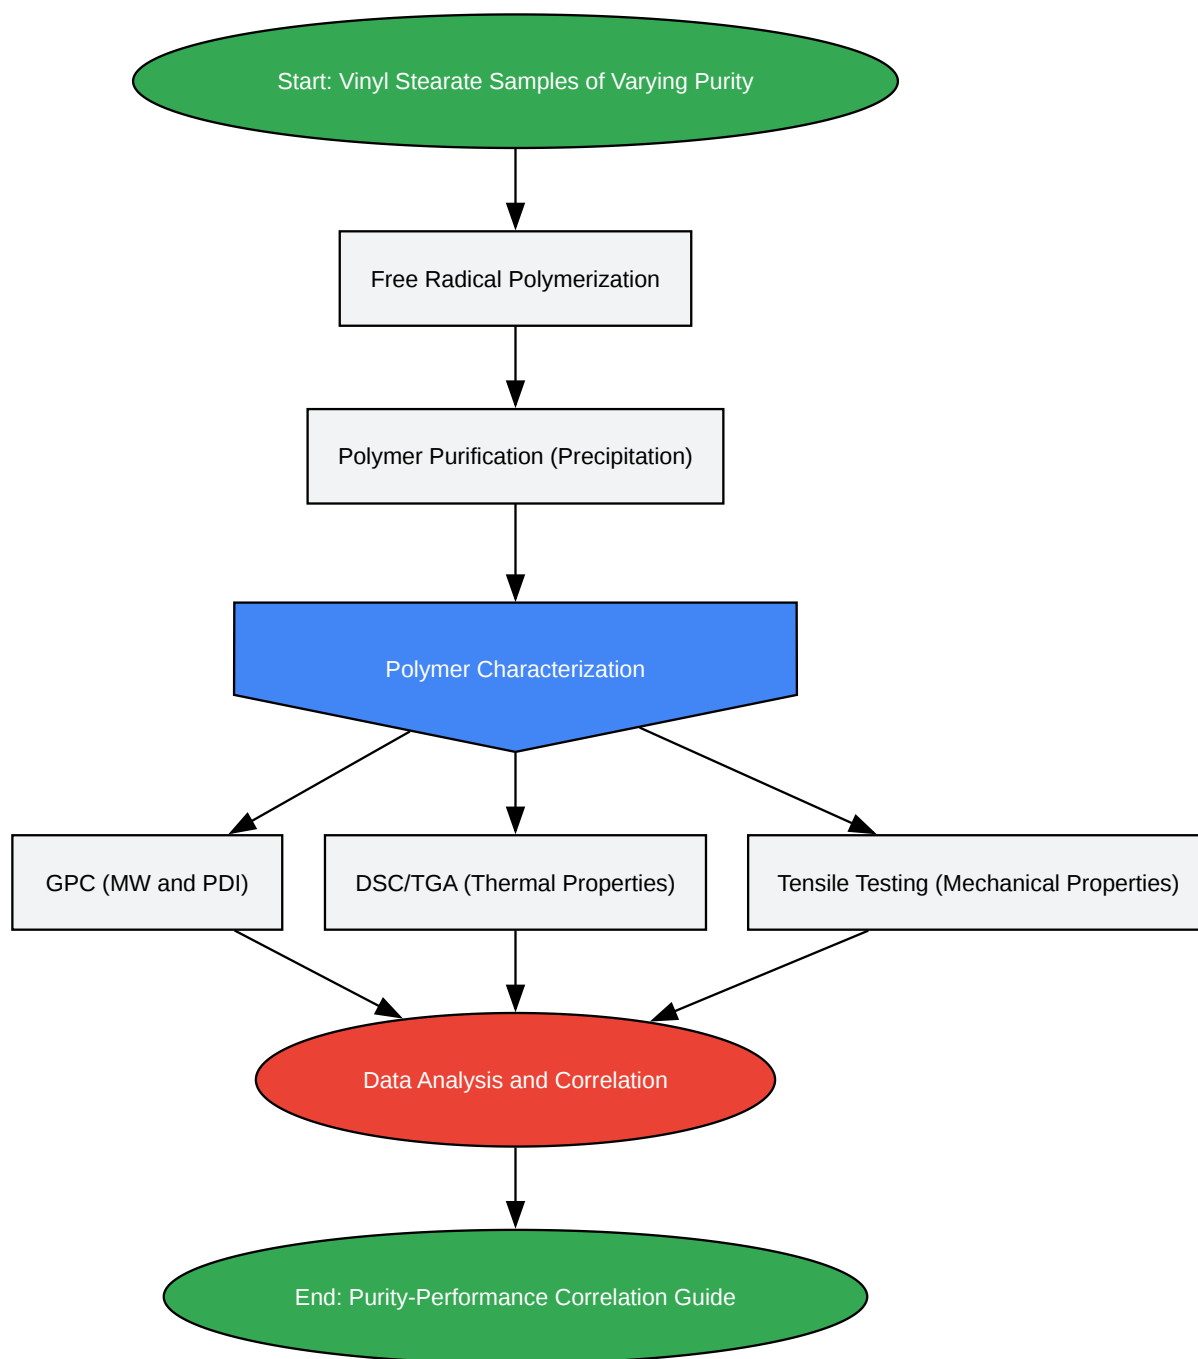 Start: Vinyl Stearate Samples of Varying Purity
Free Radical Polymerization
Polymer Purification (Precipitation)
Polymer Characterization
GPC (MW and PDI)
DSC/TGA (Thermal Properties)
Tensile Testing (Mechanical Properties)
Data Analysis and Correlation
End: Purity-Performance Correlation Guide